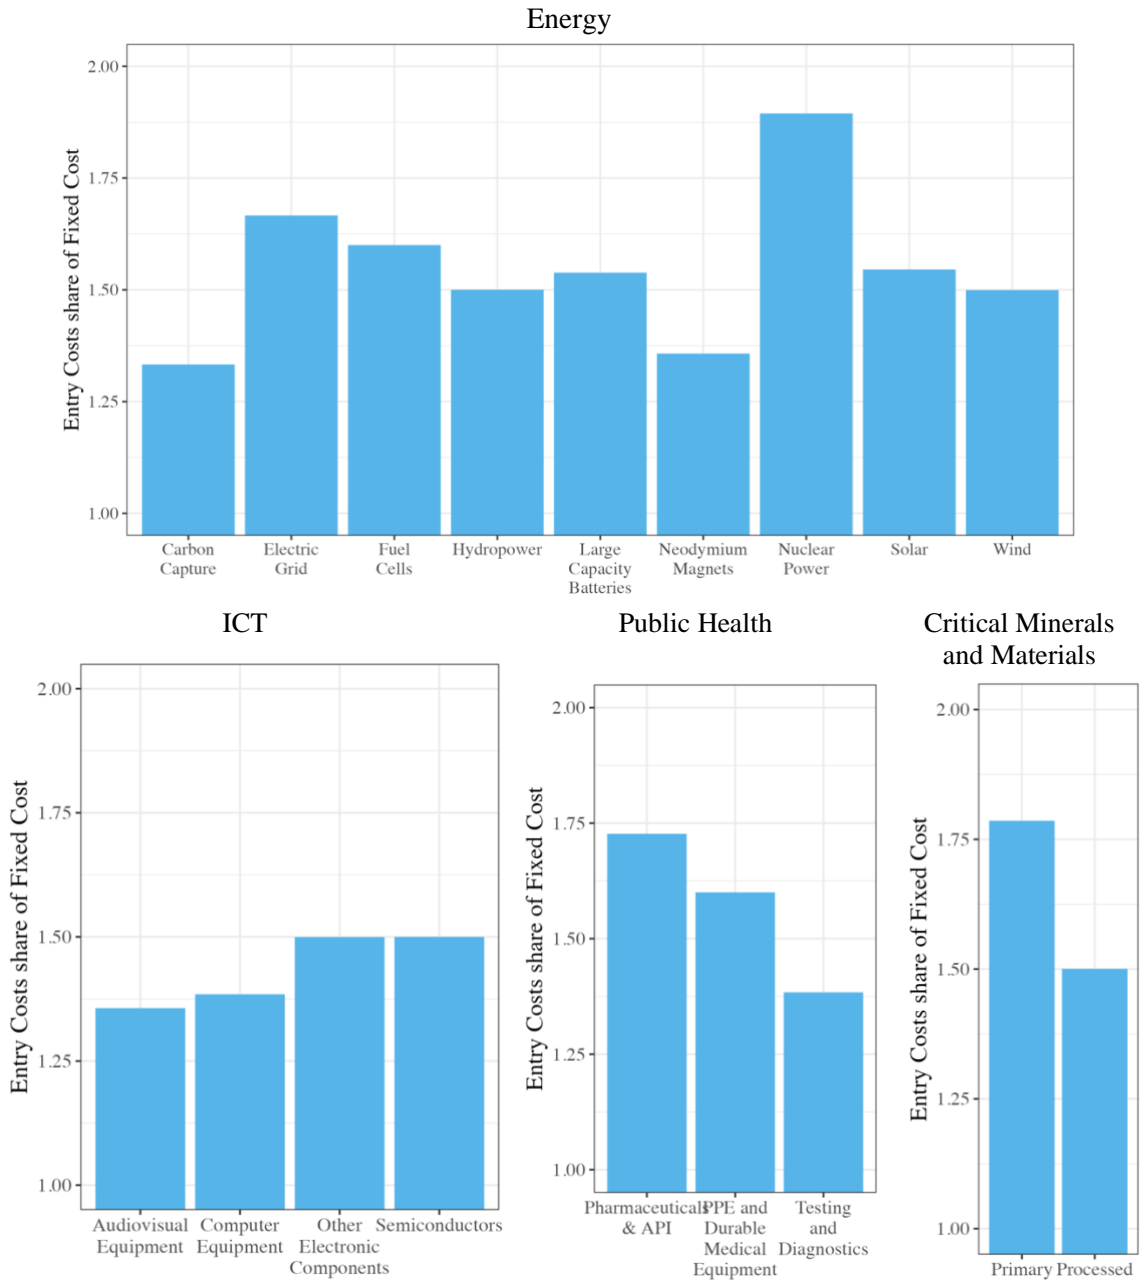 Energy
Entry Costs share of Fixed Cost
2.00
1.75
1.50
1.25
1.00
Carbon
Capture
Electric
Grid
Fuel
Cells
Hydropower
Large
Capacity
Batteries
Neodymium
Magnets
Nuclear
Power
Solar
Wind
ICT
Entry Costs share of Fixed Cost
2.00
1.75
1.50
1.25
1.00
Audiovisual
Equipment
Computer
Equipment
Other
Electronic
Components
Semiconductors
Public Health
Entry Costs share of Fixed Cost
2.00
1.75
1.50
1.25
1.00
Pharmaceuticals
& API
PPE and
Durable
Medical
Equipment
Testing
and
Diagnostics
Critical Minerals
and Materials
Entry Costs share of Fixed Cost
2.00
1.75
1.50
1.25
1.00
Primary
Processed